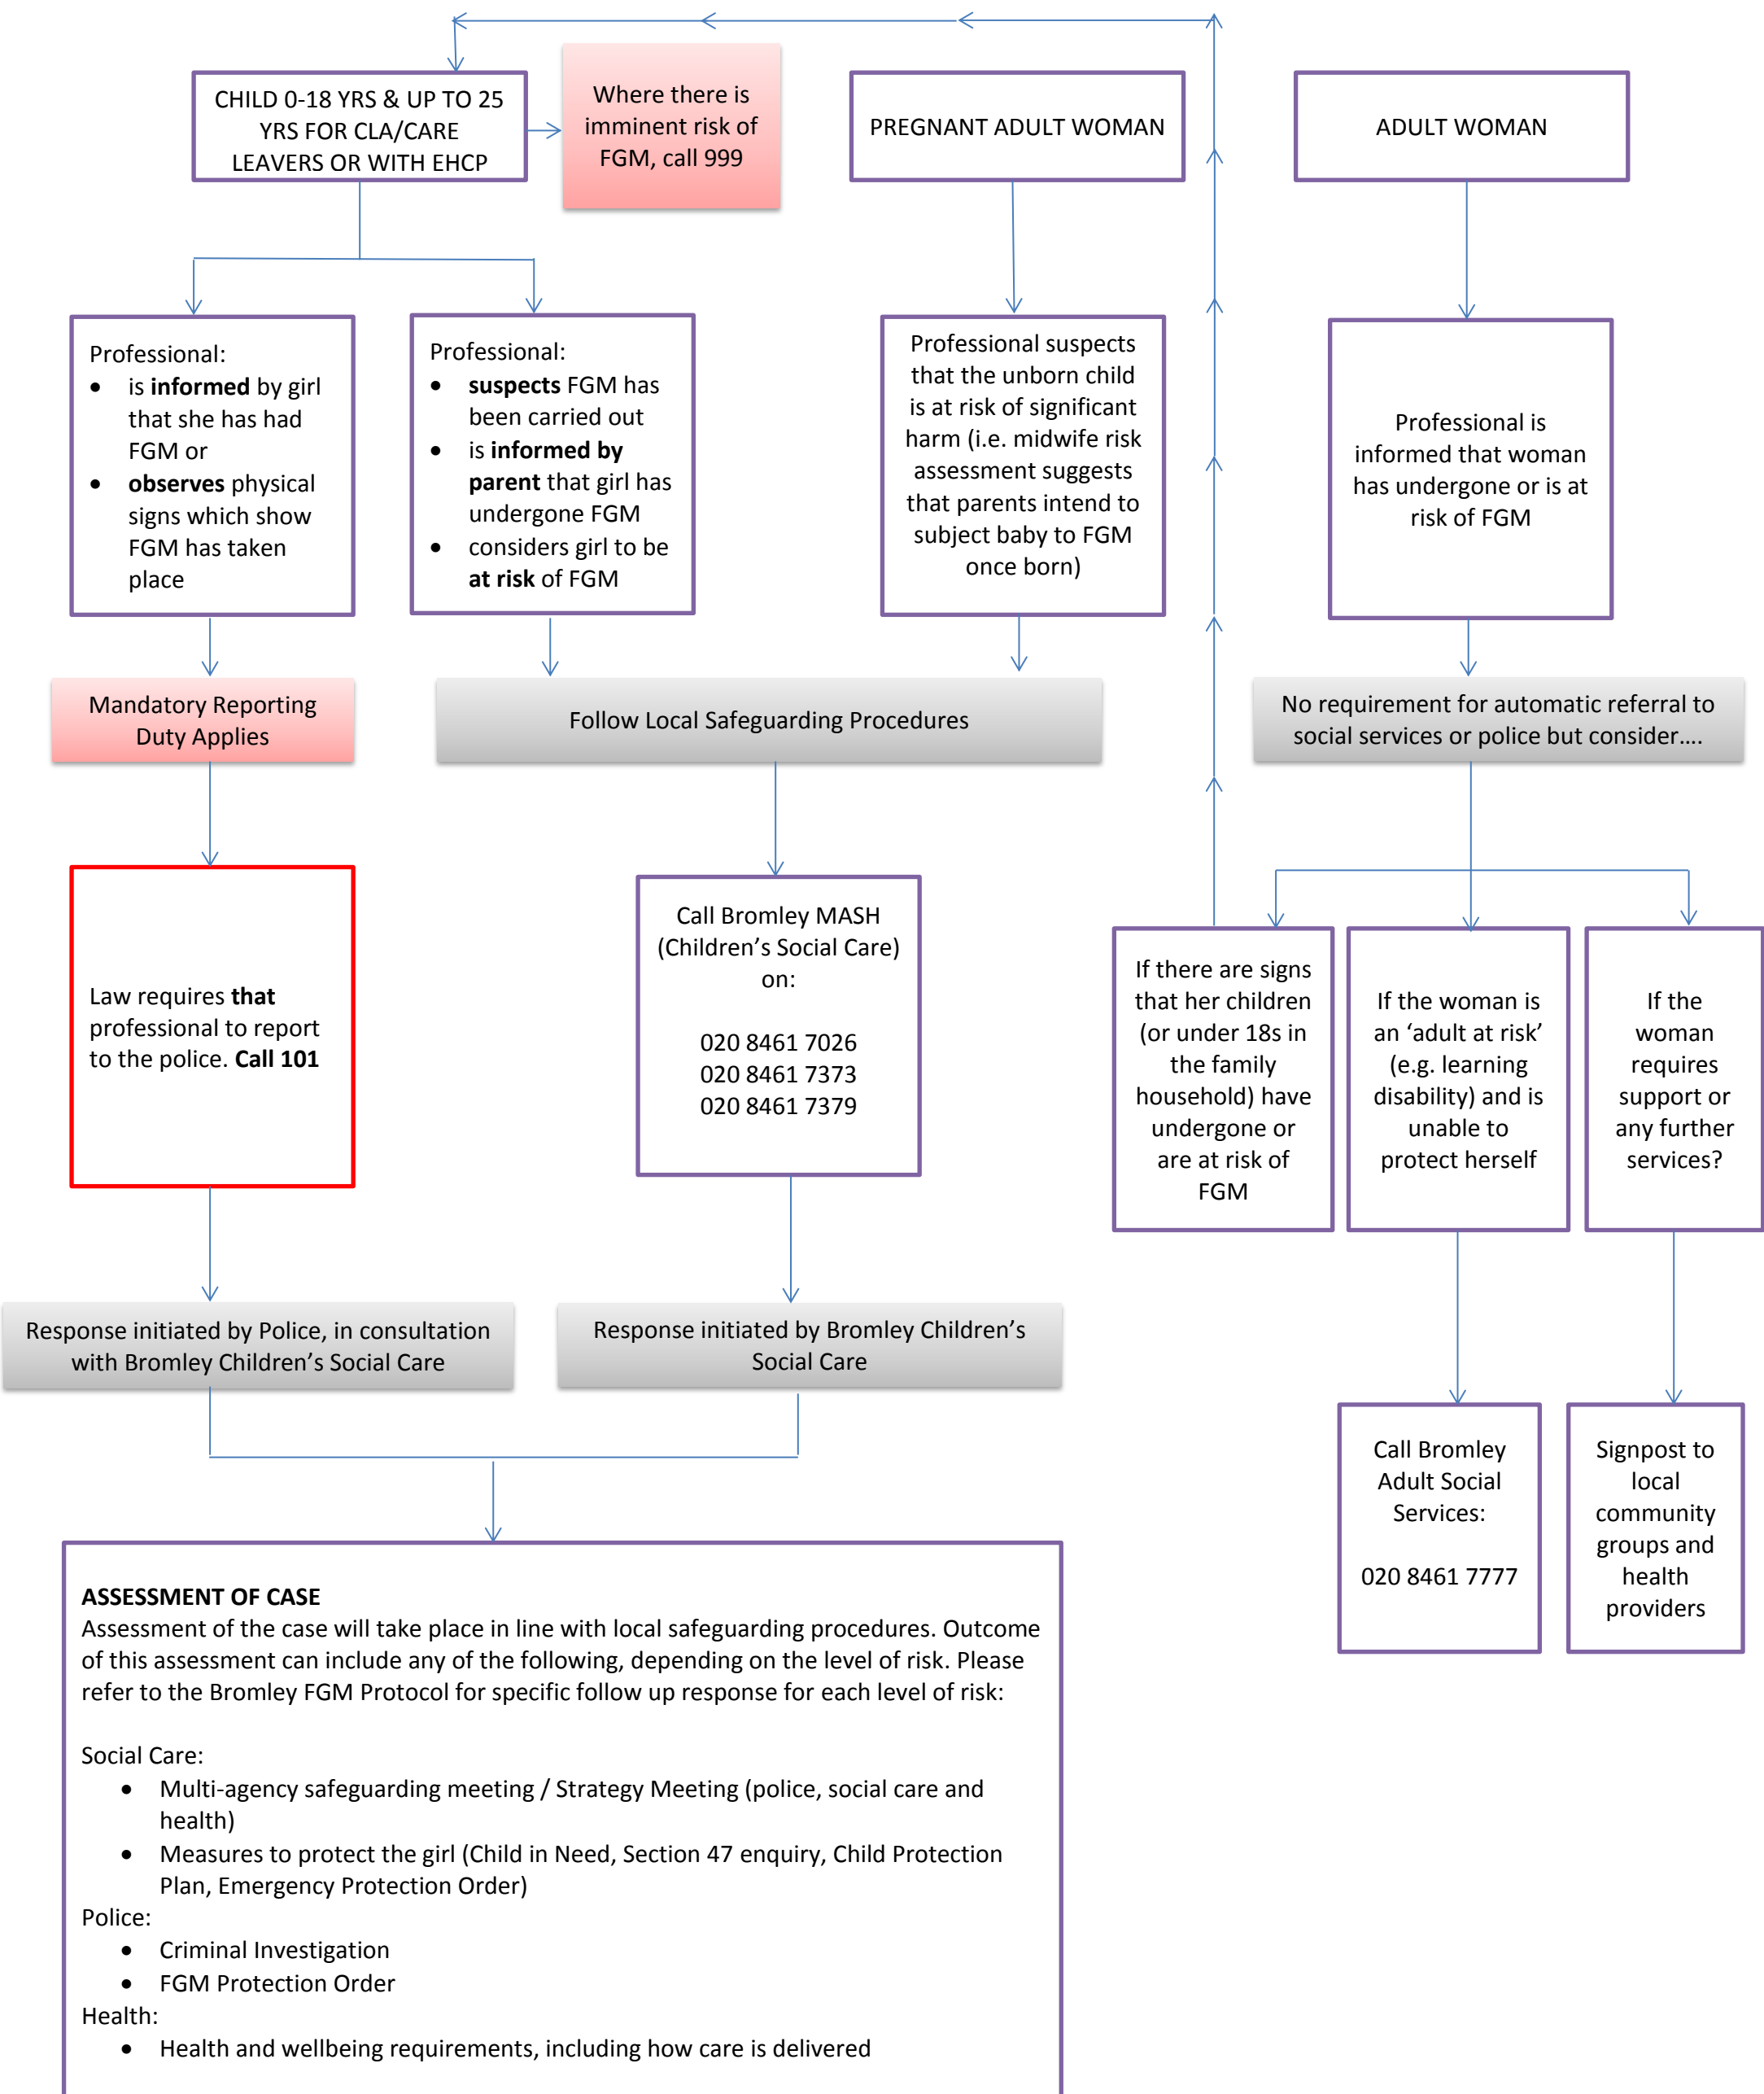 CHILD 0-18 YRS & UP TO 25
YRS FOR CLA/CARE
LEAVERS OR WITH EHCP
Where there is
imminent risk of
FGM, call 999
PREGNANT ADULT WOMAN
ADULT WOMAN
Professional:
• is informed by girl
that she has had
FGM or
• observes physical
signs which show
FGM has taken
place
Professional:
• suspects FGM has
been carried out
• is informed by
parent that girl has
undergone FGM
• considers girl to be
at risk of FGM
Professional suspects
that the unborn child
is at risk of significant
harm (i.e. midwife risk
assessment suggests
that parents intend to
subject baby to FGM
once born)
Professional is
informed that woman
has undergone or is at
risk of FGM
Mandatory Reporting
Duty Applies
Follow Local Safeguarding Procedures
No requirement for automatic referral to
social services or police but consider....
Law requires that
professional to report
to the police. Call 101
Call Bromley MASH
(Children’s Social Care)
on:
020 8461 7026
020 8461 7373
020 8461 7379
If there are signs
that her children
(or under 18s in
the family
household) have
undergone or
are at risk of
FGM
If the woman is
an ‘adult at risk’
(e.g. learning
disability) and is
unable to
protect herself
If the
woman
requires
support or
any further
services?
Response initiated by Police, in consultation
with Bromley Children’s Social Care
Response initiated by Bromley Children’s
Social Care
Call Bromley
Adult Social
Services:
020 8461 7777
Signpost to
local
community
groups and
health
providers
ASSESSMENT OF CASE
Assessment of the case will take place in line with local safeguarding procedures. Outcome
of this assessment can include any of the following, depending on the level of risk. Please
refer to the Bromley FGM Protocol for specific follow up response for each level of risk:
Social Care:
• Multi-agency safeguarding meeting / Strategy Meeting (police, social care and
health)
• Measures to protect the girl (Child in Need, Section 47 enquiry, Child Protection
Plan, Emergency Protection Order)
Police:
• Criminal Investigation
• FGM Protection Order
Health:
• Health and wellbeing requirements, including how care is delivered